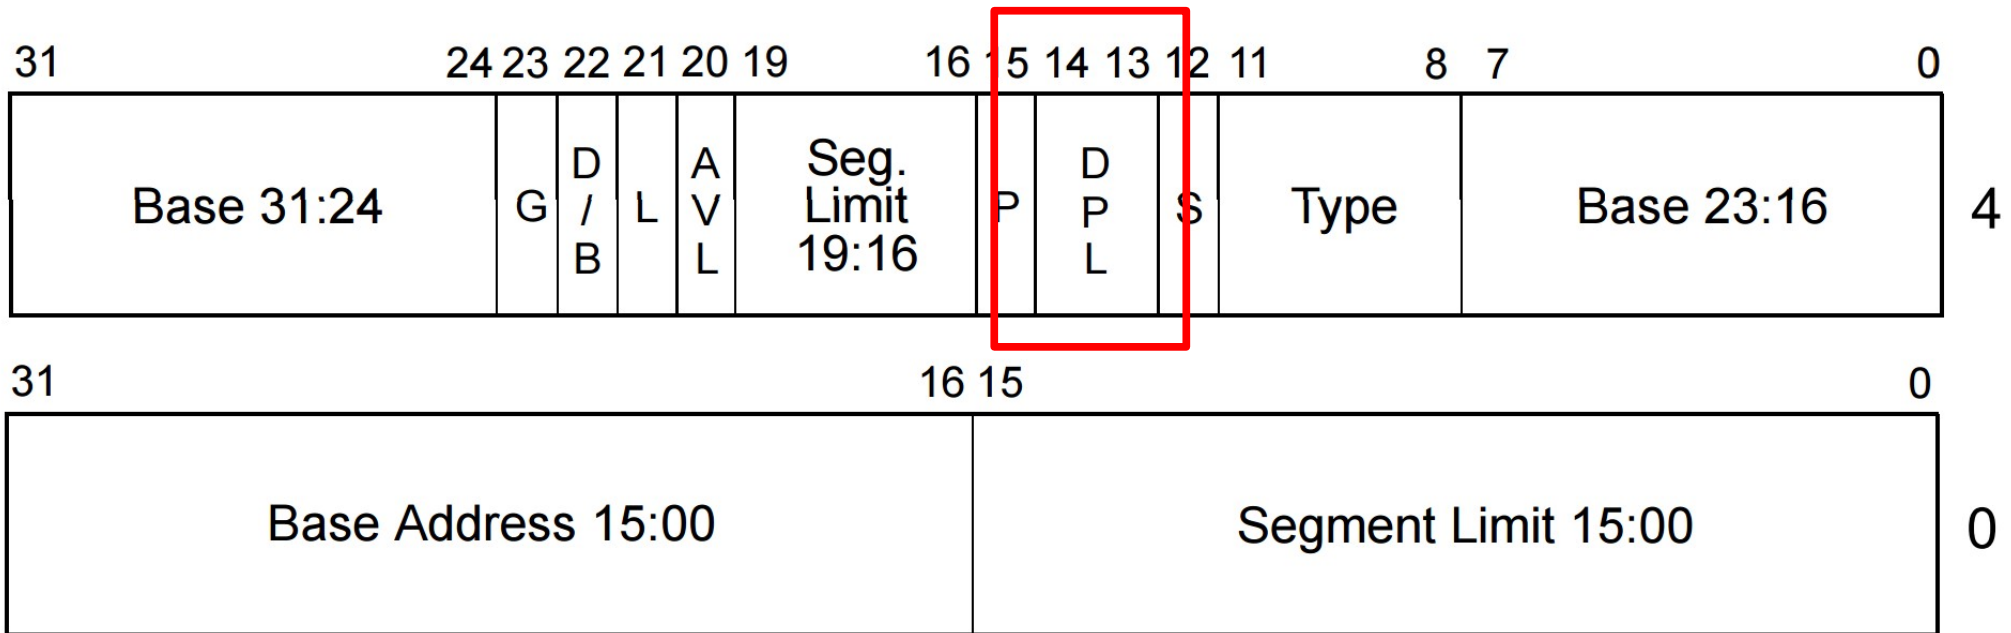 31 24 23 22 21 20 19 16 15 14 13 12 11 8 7 0
Base 31:24 G D/B L AVL Seg. Limit 19:16 P DPL S Type Base 23:16 4
31 16 15 0
Base Address 15:00 Segment Limit 15:00 0